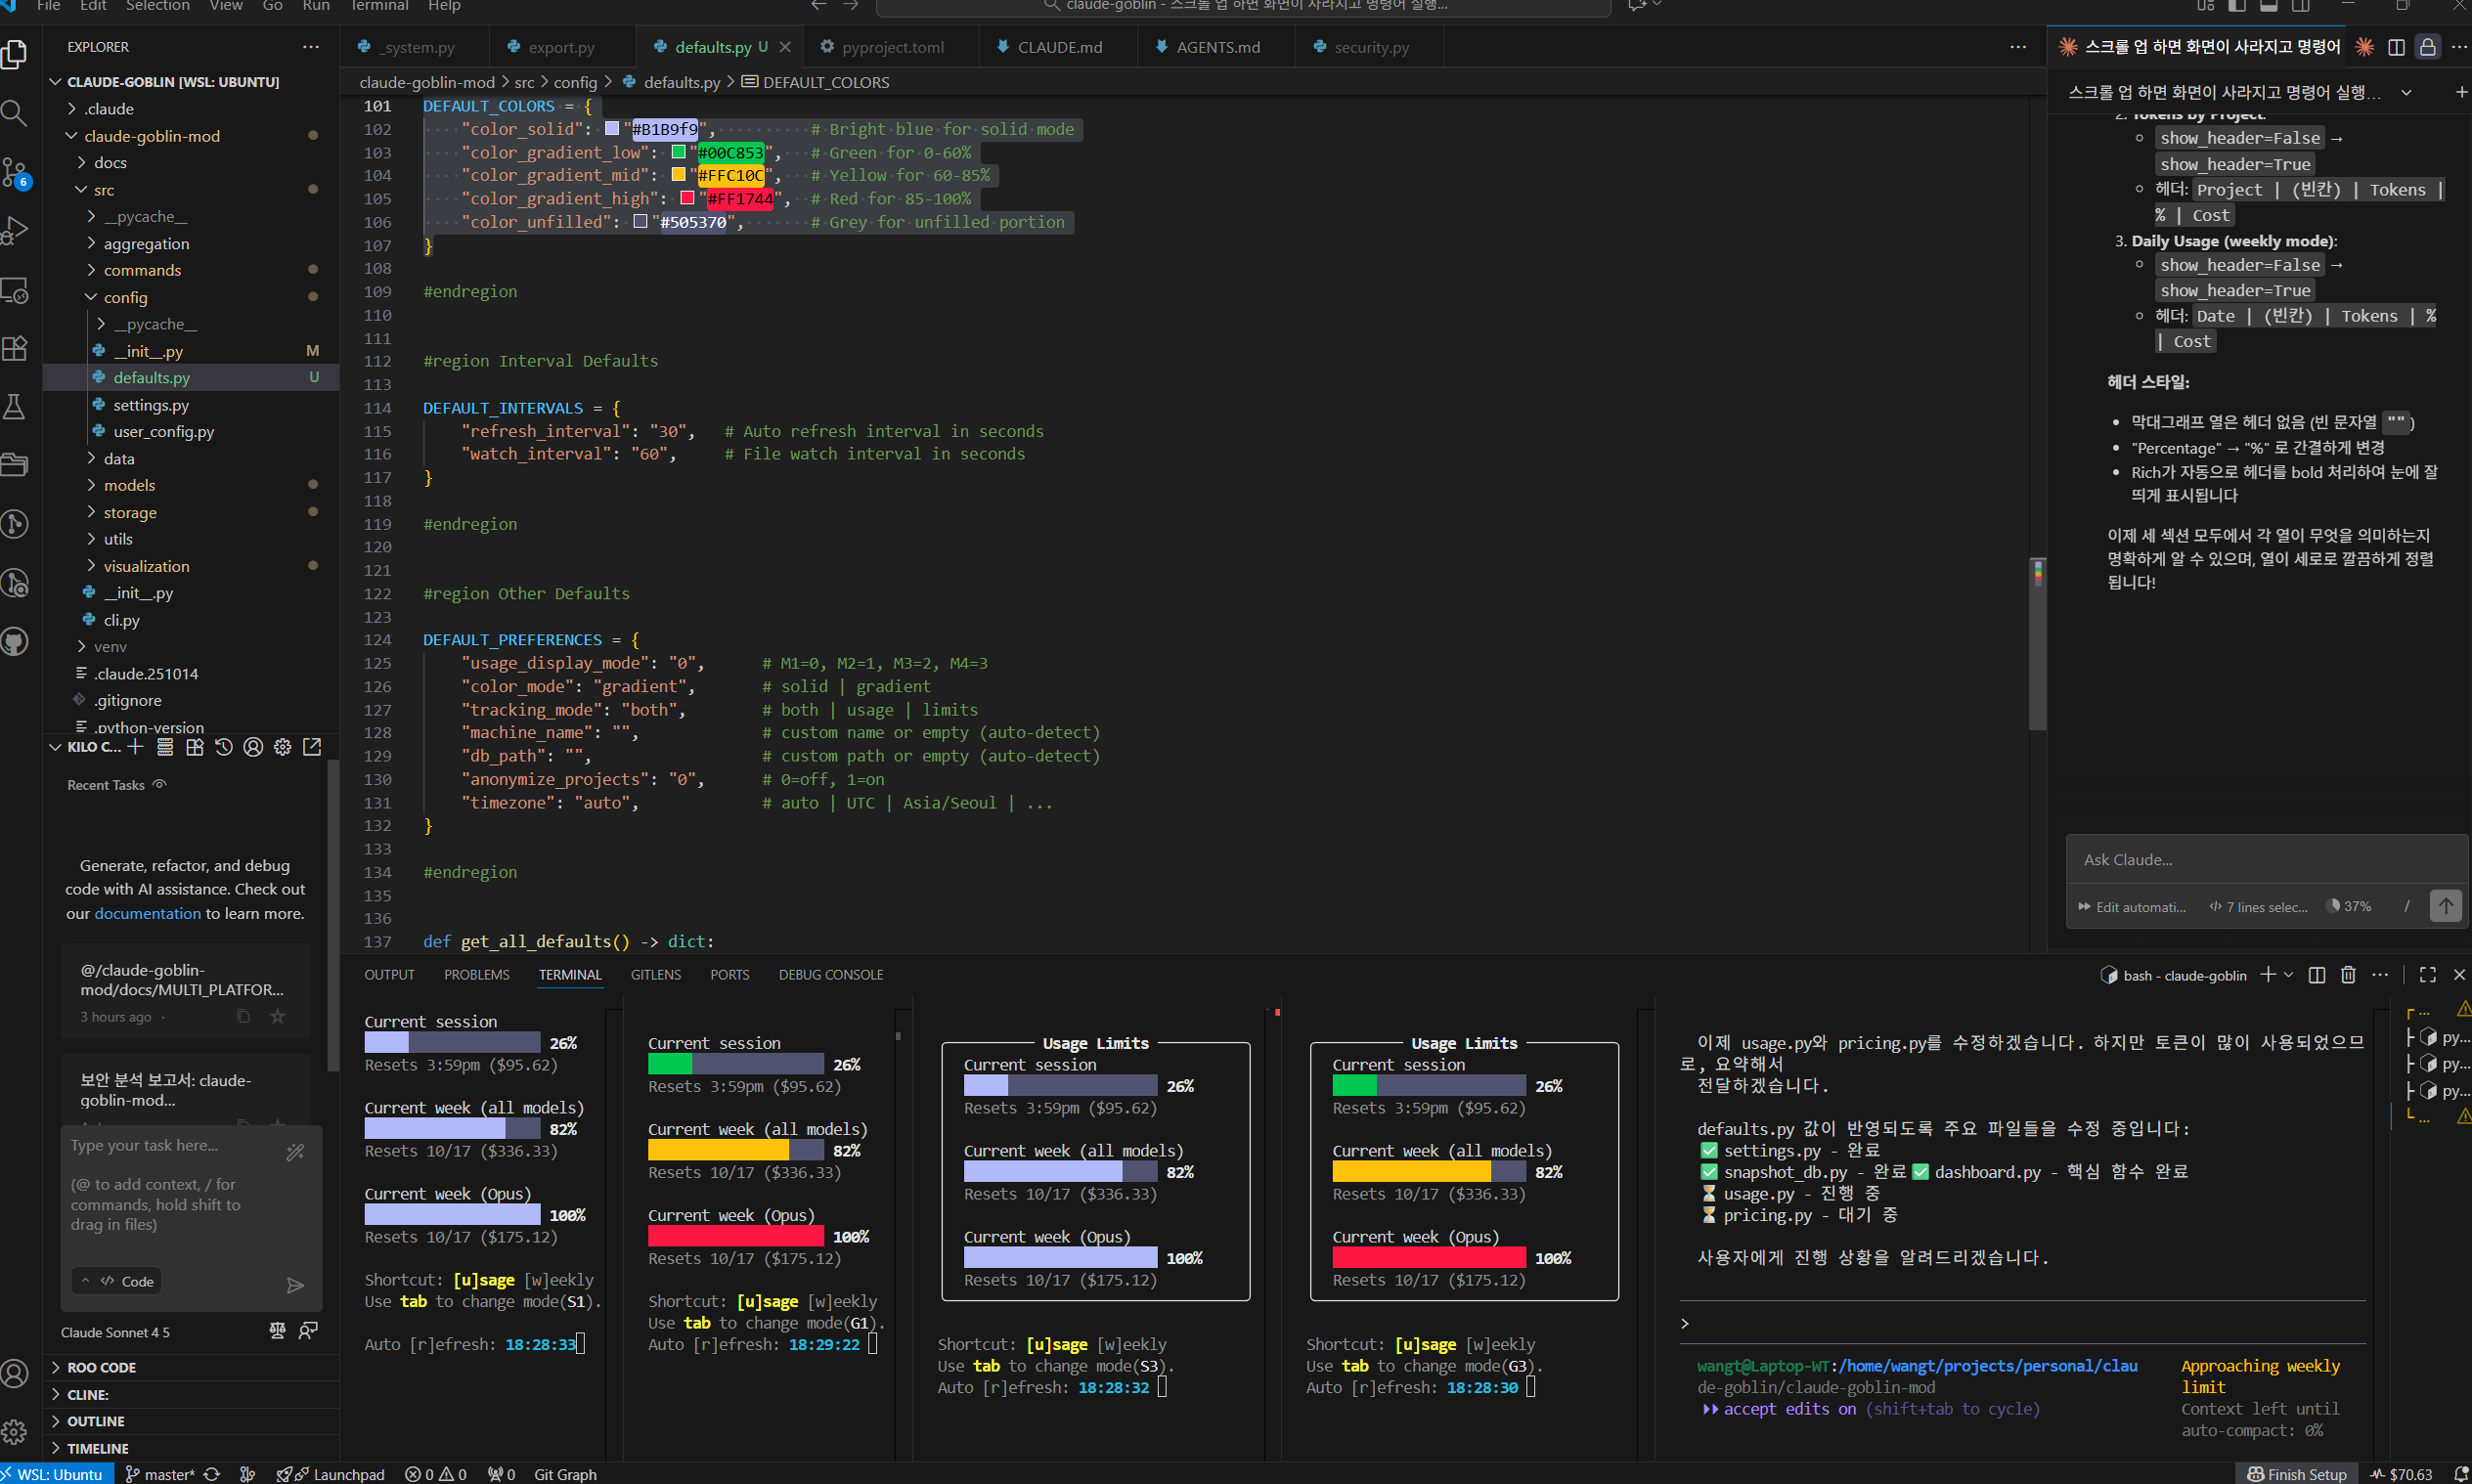 File Edit Selection View Go Run Terminal Help
claude-goblin - 스크롤 업 하면 화면이 사라지고 명령어 실행...
EXPLORER
CLAUDE-GOBLIN [WSL: UBUNTU]
.claude
claude-goblin-mod
docs
src
__pycache__
aggregation
commands
config
__pycache__
__init__.py M
defaults.py U
settings.py
user_config.py
data
models
storage
utils
visualization
__init__.py
cli.py
venv
.claude.251014
.gitignore
.python-version
6
KILO C...
Recent Tasks
Generate, refactor, and debug
code with AI assistance. Check out
our documentation to learn more.
@/claude-goblin-
mod/docs/MULTI_PLATFOR...
3 hours ago ·
보안 분석 보고서: claude-
goblin-mod...
Type your task here...
(@ to add context, / for
commands, hold shift to
drag in files)
Code
Claude Sonnet 4 5
ROO CODE
CLINE:
OUTLINE
TIMELINE
_system.py export.py defaults.py U pyproject.toml CLAUDE.md AGENTS.md security.py
claude-goblin-mod > src > config > defaults.py > DEFAULT_COLORS
101 DEFAULT_COLORS = {
102 "color_solid": "#B1B9f9", # Bright blue for solid mode
103 "color_gradient_low": "#00C853", # Green for 0-60%
104 "color_gradient_mid": "#FFC10C", # Yellow for 60-85%
105 "color_gradient_high": "#FF1744", # Red for 85-100%
106 "color_unfilled": "#505370", # Grey for unfilled portion
107 }
108
109 #endregion
110
111
112 #region Interval Defaults
113
114 DEFAULT_INTERVALS = {
115 "refresh_interval": "30", # Auto refresh interval in seconds
116 "watch_interval": "60", # File watch interval in seconds
117 }
118
119 #endregion
120
121
122 #region Other Defaults
123
124 DEFAULT_PREFERENCES = {
125 "usage_display_mode": "0", # M1=0, M2=1, M3=2, M4=3
126 "color_mode": "gradient", # solid | gradient
127 "tracking_mode": "both", # both | usage | limits
128 "machine_name": "", # custom name or empty (auto-detect)
129 "db_path": "", # custom path or empty (auto-detect)
130 "anonymize_projects": "0", # 0=off, 1=on
131 "timezone": "auto", # auto | UTC | Asia/Seoul | ...
132 }
133
134 #endregion
135
136
137 def get_all_defaults() -> dict:
스크롤 업 하면 화면이 사라지고 명령어
스크롤 업 하면 화면이 사라지고 명령어 실행...
2. Tokens by Project:
show_header=False →
show_header=True
헤더: Project | (빈칸) | Tokens |
% | Cost
3. Daily Usage (weekly mode):
show_header=False →
show_header=True
헤더: Date | (빈칸) | Tokens | %
| Cost
헤더 스타일:
막대그래프 열은 헤더 없음 (빈 문자열 "")
"Percentage" → "%" 로 간결하게 변경
Rich가 자동으로 헤더를 bold 처리하여 눈에 잘
띄게 표시됩니다
이제 세 섹션 모두에서 각 열이 무엇을 의미하는지
명확하게 알 수 있으며, 열이 세로로 깔끔하게 정렬
됩니다!
Ask Claude...
Edit automati... 7 lines selec... 37% /
OUTPUT PROBLEMS TERMINAL GITLENS PORTS DEBUG CONSOLE
bash - claude-goblin
Current session
26%
Resets 3:59pm ($95.62)
Current week (all models)
82%
Resets 10/17 ($336.33)
Current week (Opus)
100%
Resets 10/17 ($175.12)
Shortcut: [u]sage [w]eekly
Use tab to change mode(S1).
Auto [r]efresh: 18:28:33
Current session
26%
Resets 3:59pm ($95.62)
Current week (all models)
82%
Resets 10/17 ($336.33)
Current week (Opus)
100%
Resets 10/17 ($175.12)
Shortcut: [u]sage [w]eekly
Use tab to change mode(G1).
Auto [r]efresh: 18:29:22
Usage Limits
Current session
26%
Resets 3:59pm ($95.62)
Current week (all models)
82%
Resets 10/17 ($336.33)
Current week (Opus)
100%
Resets 10/17 ($175.12)
Shortcut: [u]sage [w]eekly
Use tab to change mode(S3).
Auto [r]efresh: 18:28:32
Usage Limits
Current session
26%
Resets 3:59pm ($95.62)
Current week (all models)
82%
Resets 10/17 ($336.33)
Current week (Opus)
100%
Resets 10/17 ($175.12)
Shortcut: [u]sage [w]eekly
Use tab to change mode(G3).
Auto [r]efresh: 18:28:30
이제 usage.py와 pricing.py를 수정하겠습니다. 하지만 토큰이 많이 사용되었으므
로, 요약해서
전달하겠습니다.
defaults.py 값이 반영되도록 주요 파일들을 수정 중입니다:
✅ settings.py - 완료
✅ snapshot_db.py - 완료 ✅ dashboard.py - 핵심 함수 완료
⏳ usage.py - 진행 중
⏳ pricing.py - 대기 중
사용자에게 진행 상황을 알려드리겠습니다.
>
wangt@Laptop-WT:/home/wangt/projects/personal/clau
de-goblin/claude-goblin-mod
accept edits on (shift+tab to cycle)
Approaching weekly
limit
Context left until
auto-compact: 0%
...
py...
py...
py...
...
WSL: Ubuntu master* Launchpad 0 0 0 Git Graph
Finish Setup $70.63